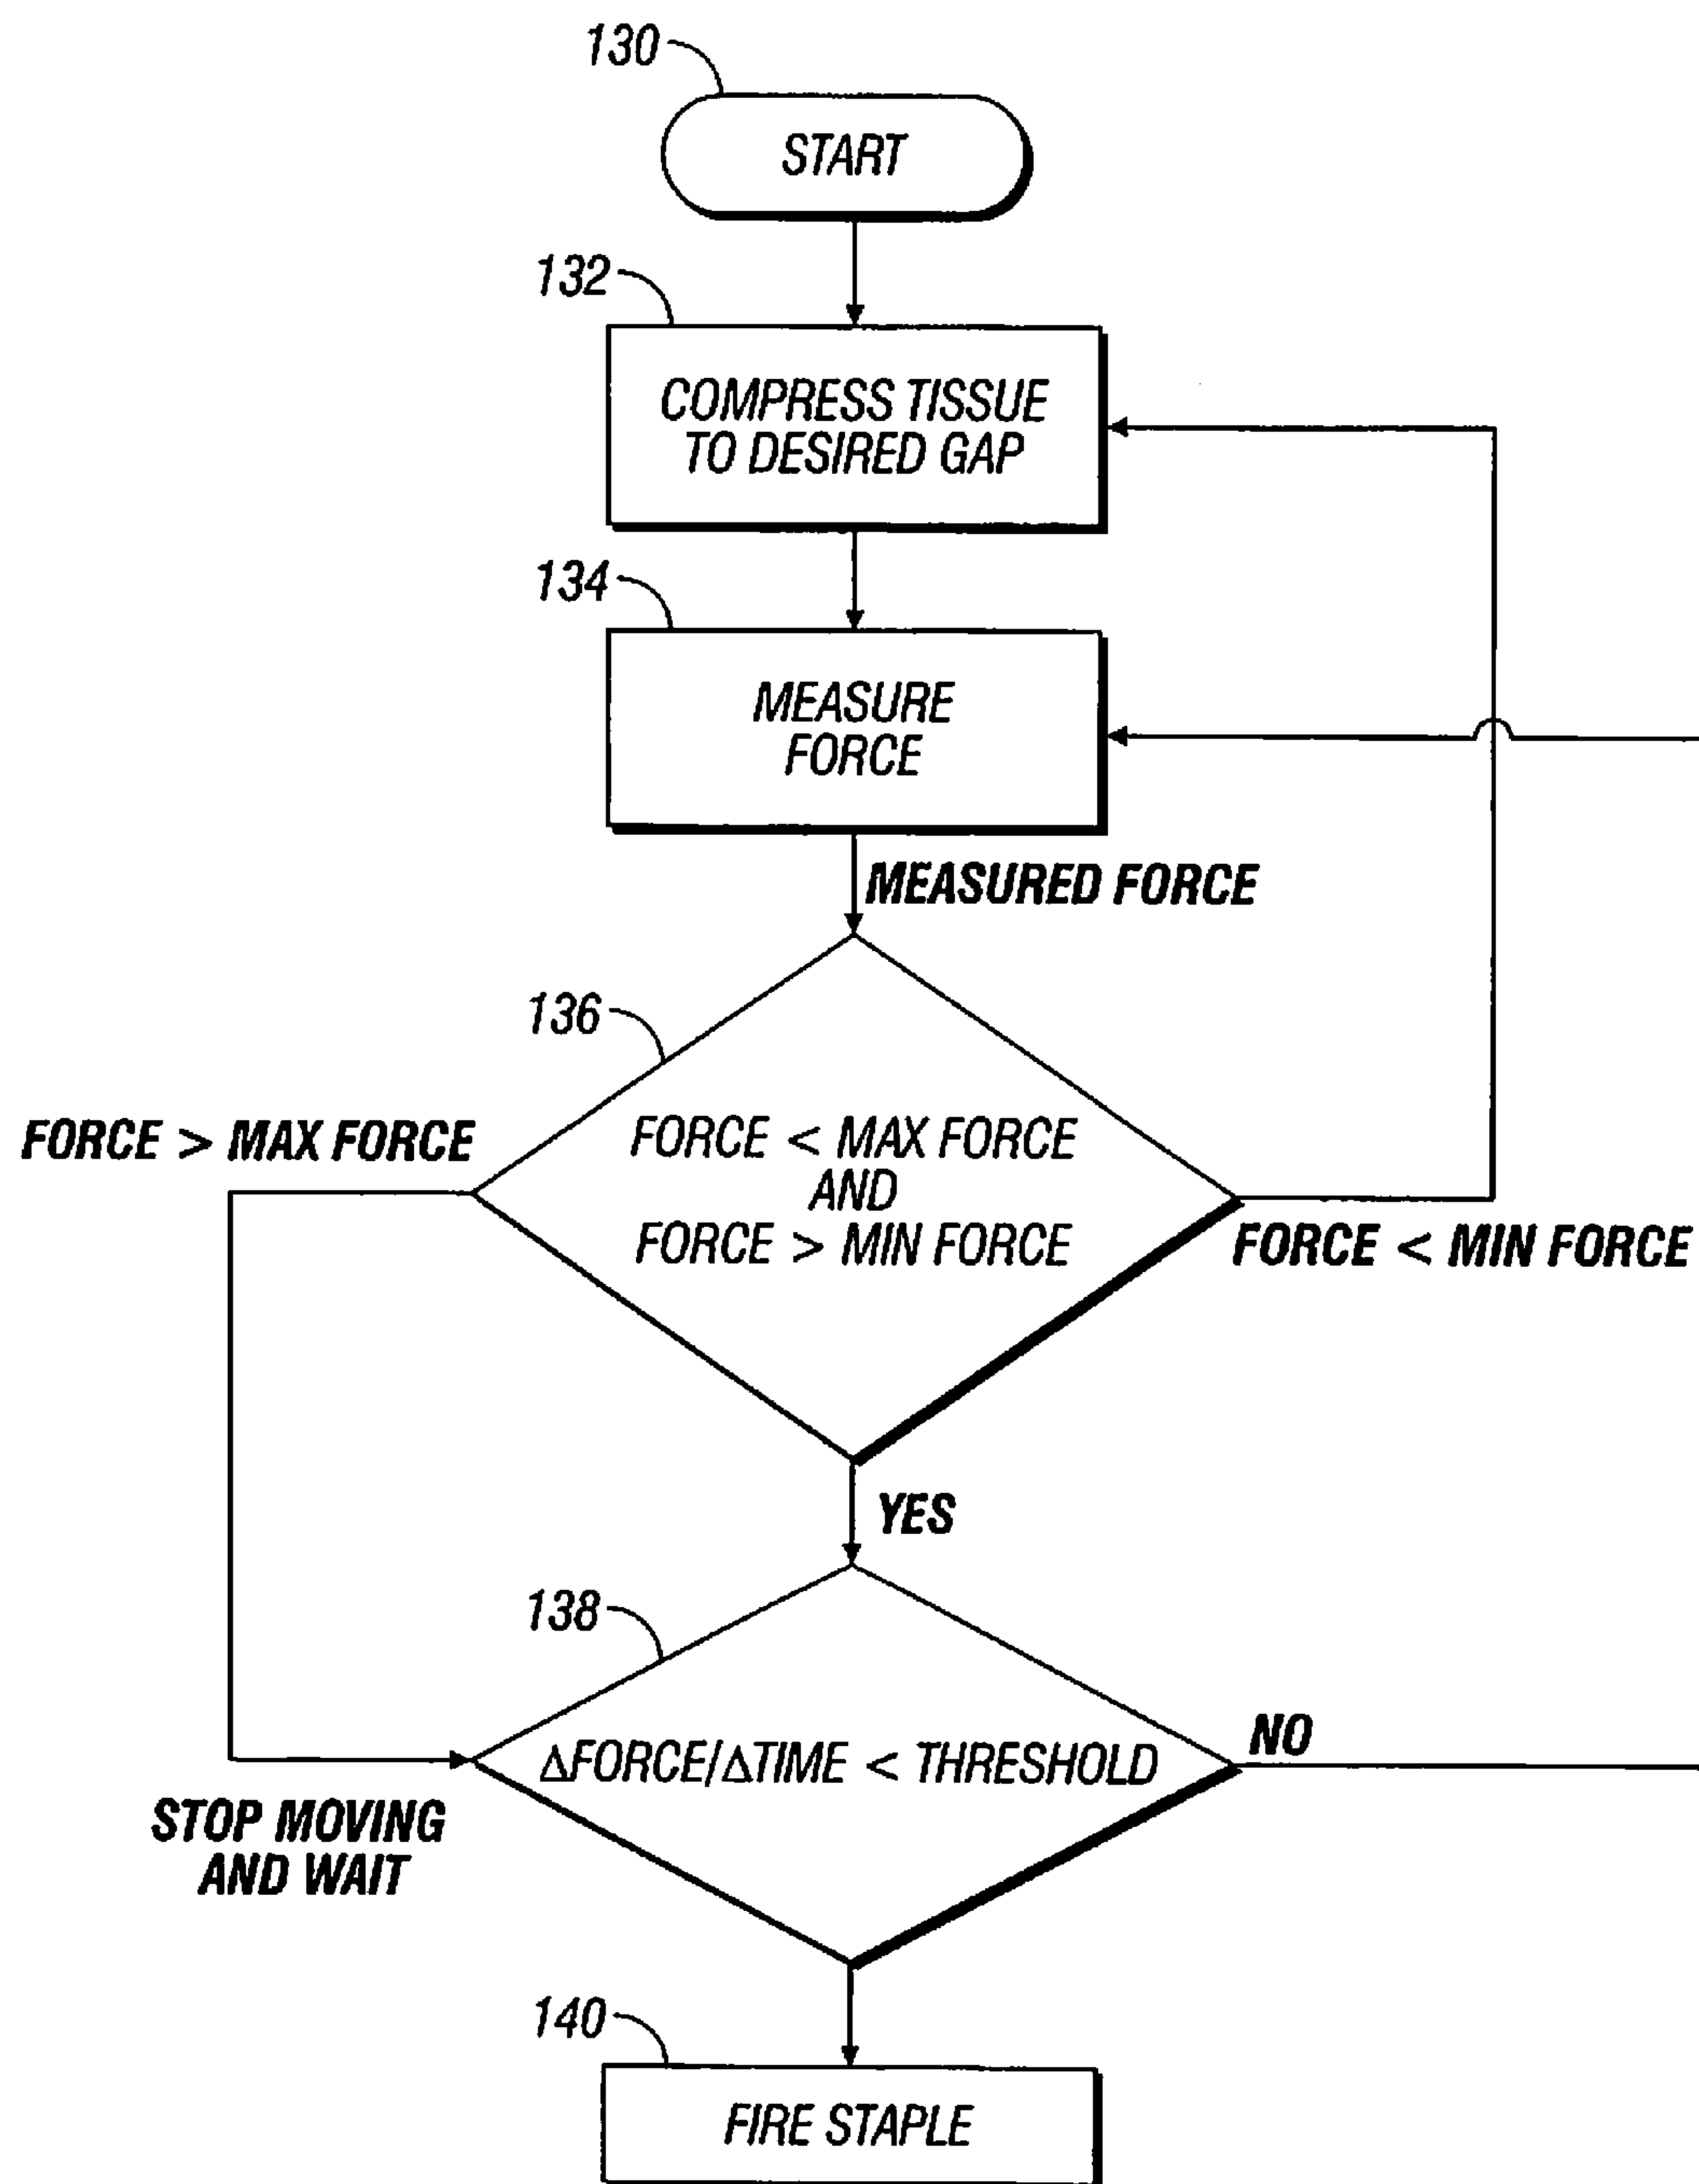 130
START
132
COMPRESS TISSUE
TO DESIRED GAP
134
MEASURE
FORCE
MEASURED FORCE
136
FORCE > MAX FORCE
FORCE < MAX FORCE
AND
FORCE > MIN FORCE
FORCE < MIN FORCE
YES
138
ΔFORCE/ΔTIME < THRESHOLD
NO
STOP MOVING
AND WAIT
140
FIRE STAPLE